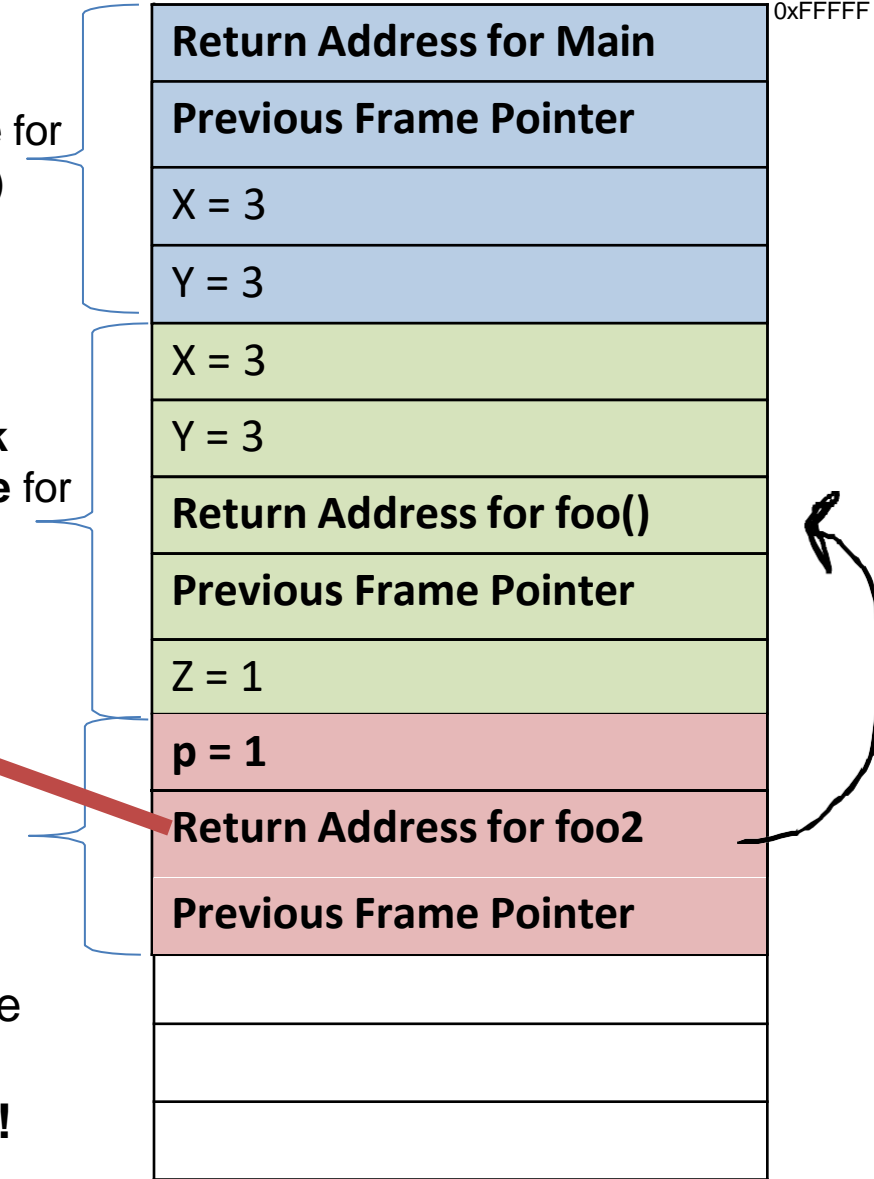 0xFFFFF
Return Address for Main
Previous Frame Pointer
for
)
X = 3
Y = 3
X = 3
Y = 3
for
Return Address for foo()
Previous Frame Pointer
Z = 1
p = 1
Return Address for foo2
Previous Frame Pointer
!